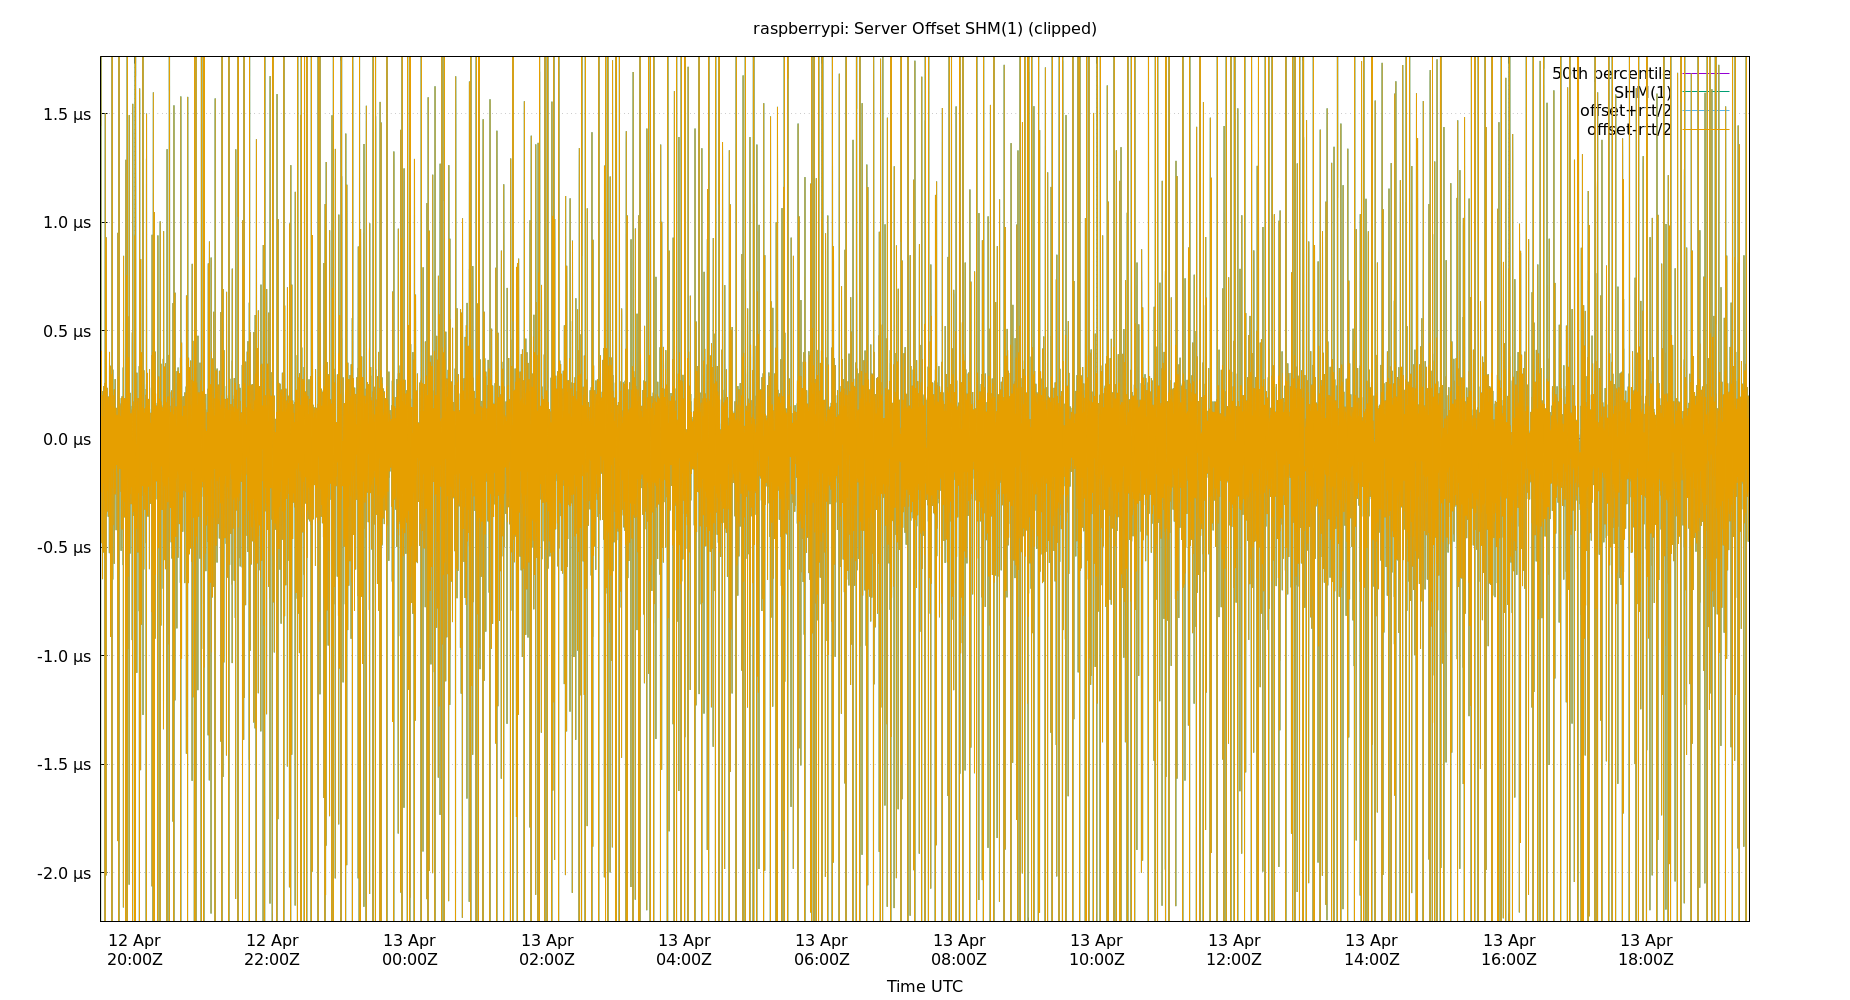 raspberrypi: Server Offset SHM(1) (clipped)
50th percentile
SHM(1)
offset+rtt/2
offset-rtt/2
1.5 µs
1.0 µs
0.5 µs
0.0 µs
-0.5 µs
-1.0 µs
-1.5 µs
-2.0 µs
12 Apr 12 Apr 13 Apr 13 Apr 13 Apr 13 Apr 13 Apr 13 Apr 13 Apr 13 Apr 13 Apr 13 Apr
20:00Z 22:00Z 00:00Z 02:00Z 04:00Z 06:00Z 08:00Z 10:00Z 12:00Z 14:00Z 16:00Z 18:00Z
Time UTC